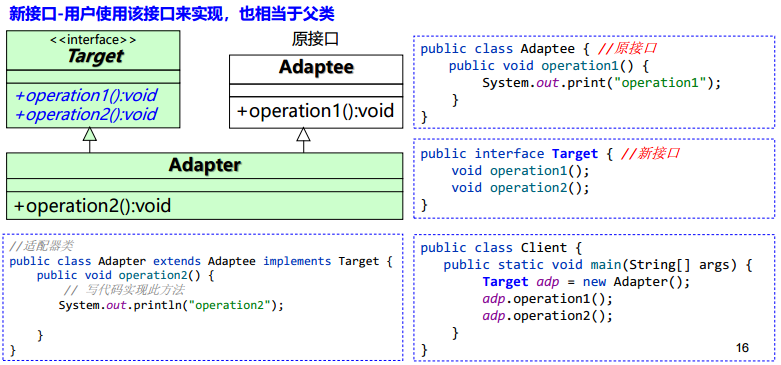 新接口-用户使用该接口来实现，也相当于父类
<<interface>>
Target
+operation1():void
+operation2():void
原接口
Adaptee
+operation1():void
Adapter
+operation2():void
public class Adaptee { //原接口
public void operation1() {
System.out.print("operation1");
}
}
public interface Target { //新接口
void operation1();
void operation2();
}
//适配器类
public class Adapter extends Adaptee implements Target {
public void operation2() {
// 写代码实现此方法
System.out.println("operation2");
}
}
public class Client {
public static void main(String[] args) {
Target adp = new Adapter();
adp.operation1();
adp.operation2();
}
}
16